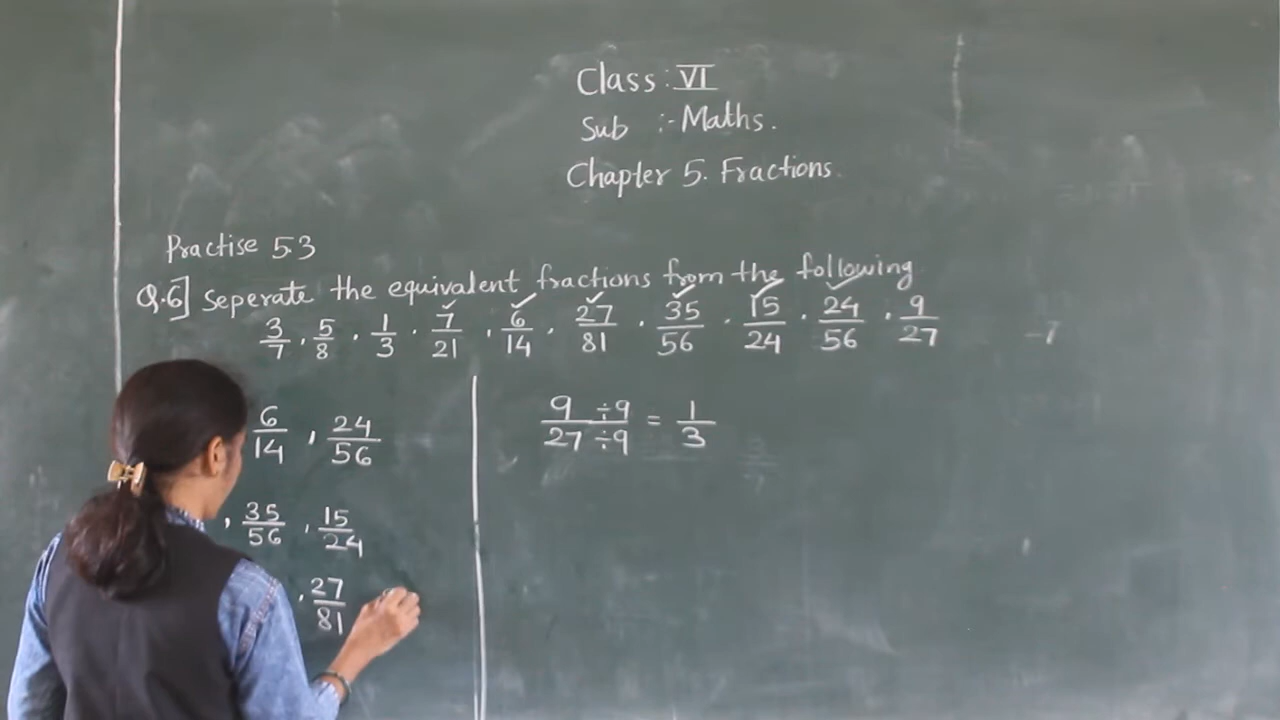 Class : VI
Sub :- Maths.
Chapter 5. Fractions.
Practise 5.3
Q.6] Seperate the equivalent fractions from the following
3/7 , 5/8 , 1/3 , 7/21 , 6/14 , 27/81 , 35/56 , 15/24 , 24/56 , 9/27
6/14 , 24/56
, 35/56 , 15/24
, 27/81
9 ÷9 / 27 ÷9 = 1/3